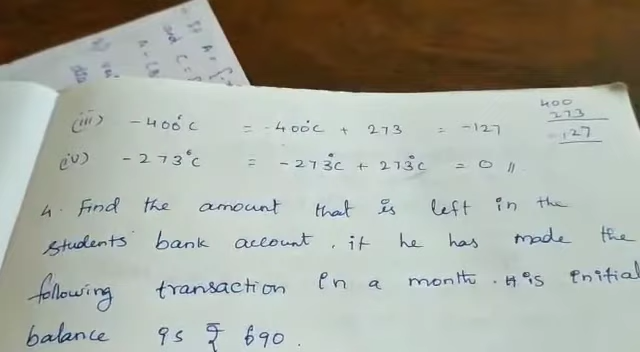 (iii) -400°C = -400°C + 273 = -127
400
273
-127
(iv) -273°C = -273°C + 273°C = 0 //
4. Find the amount that is left in the
students' bank account, if he has made the
following transaction in a month. His initial
balance is ₹ 690.